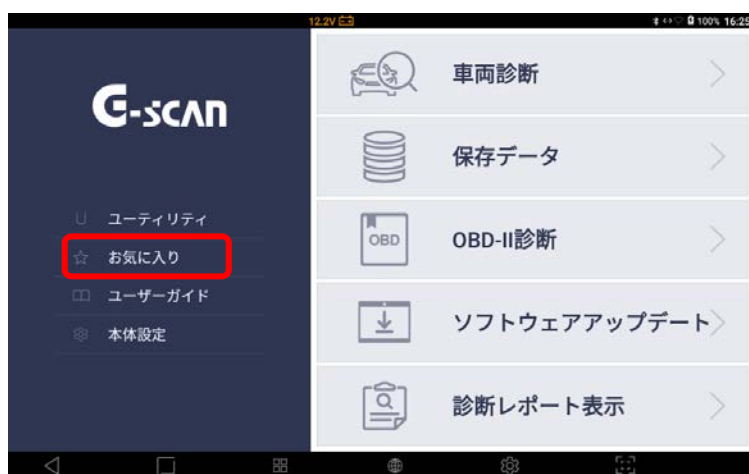 12.2V
100% 16:25
G-scan
ユーティリティ
お気に入り
ユーザーガイド
本体設定
車両診断
保存データ
OBD
OBD-II診断
ソフトウェアアップデート
診断レポート表示